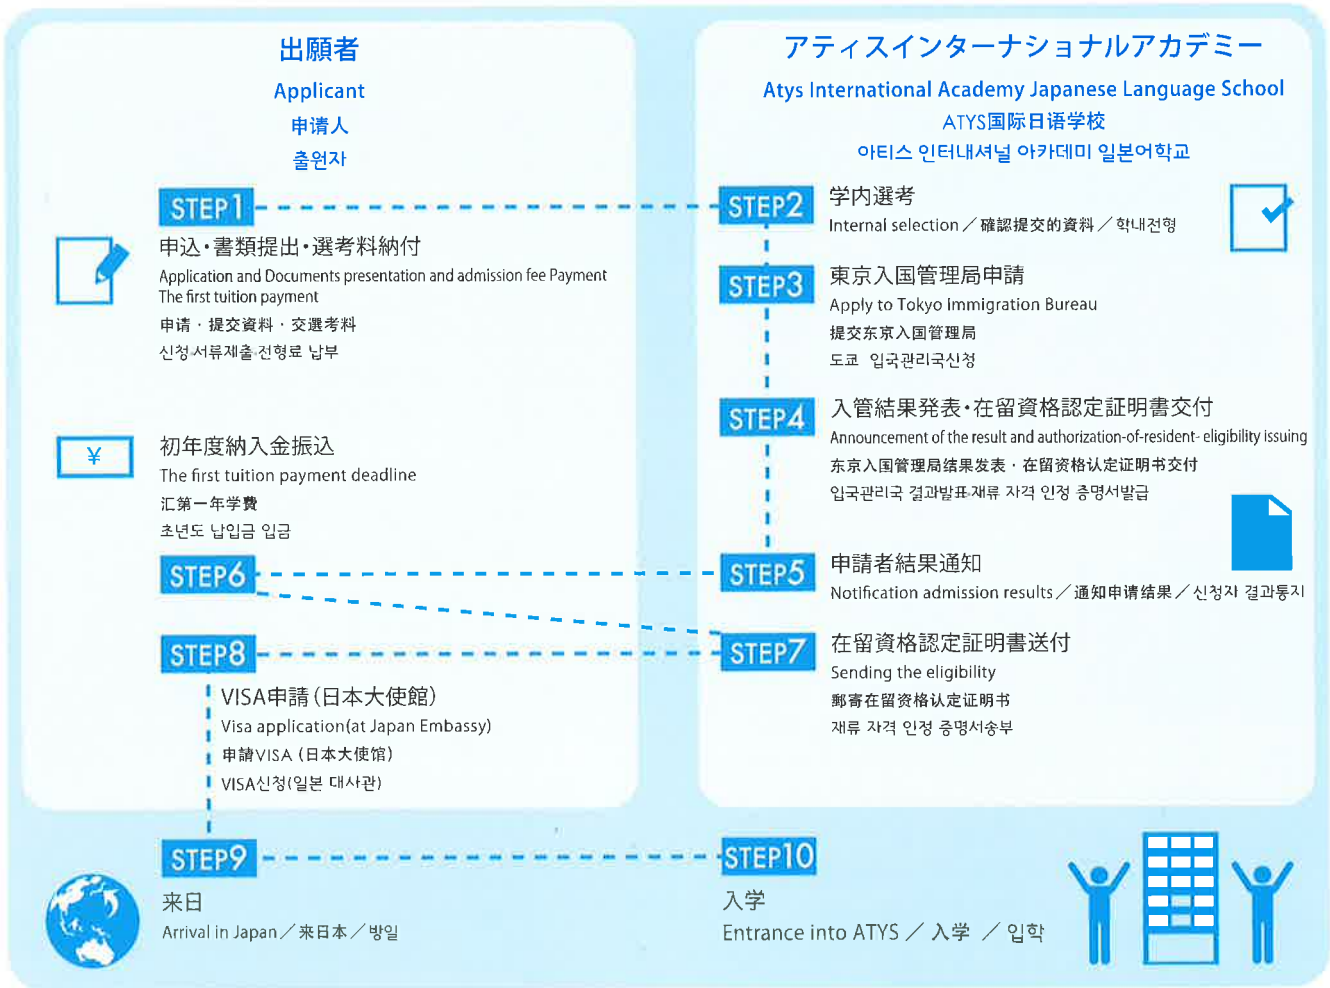 出願者
Applicant
申请人
출원자
アティスインターナショナルアカデミー
Atys International Academy Japanese Language School
ATYS国际日语学校
아티스 인터내셔널 아카데미 일본어학교
STEP1
申込・書類提出・選考料納付
Application and Documents presentation and admission fee Payment
The first tuition payment
申请・提交資料・交選考料
신청·서류제출·전형료 납부
STEP2
学内選考
Internal selection／確認提交的資料／학내전형
STEP3
東京入国管理局申請
Apply to Tokyo Immigration Bureau
提交东京入国管理局
도쿄 입국관리국신청
STEP4
入管結果発表・在留資格認定証明書交付
Announcement of the result and authorization-of-resident- eligibility issuing
东京入国管理局结果发表・在留资格认定证明书交付
입국관리국 결과발표·재류 자격 인정 증명서발급
¥
初年度納入金振込
The first tuition payment deadline
汇第一年学費
초년도 납입금 입금
STEP6
STEP5
申請者結果通知
Notification admission results／通知申请结果／신청자 결과통지
STEP7
在留資格認定証明書送付
Sending the eligibility
郵寄在留資格认定证明书
재류 자격 인정 증명서송부
STEP8
VISA申請（日本大使館）
Visa application(at Japan Embassy)
申請VISA（日本大使馆）
VISA신청(일본 대사관)
STEP9
来日
Arrival in Japan／来日本／방일
STEP10
入学
Entrance into ATYS ／ 入学 ／ 입학